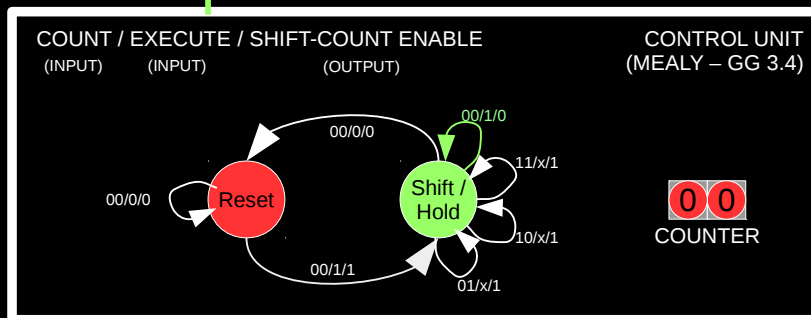 COUNT / EXECUTE / SHIFT-COUNT ENABLE
(INPUT) (INPUT) (OUTPUT)
CONTROL UNIT
(MEALY – GG 3.4)
00/0/0
00/1/0
11/x/1
00/0/0
Reset
Shift /
Hold
10/x/1
00/1/1
01/x/1
0 0
COUNTER